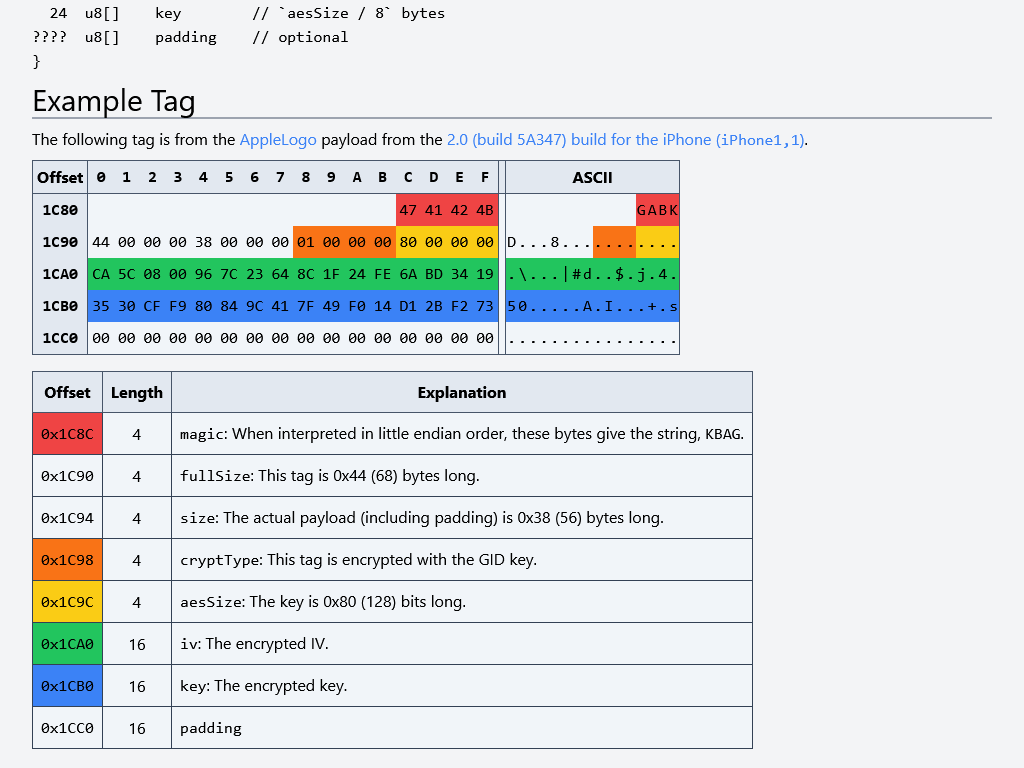 24 u8[] key // `aesSize / 8` bytes
???? u8[] padding // optional
}
Example Tag
The following tag is from the AppleLogo payload from the 2.0 (build 5A347) build for the iPhone (iPhone1,1).
Offset 0 1 2 3 4 5 6 7 8 9 A B C D E F ASCII
1C80 47 41 42 4B GABK
1C90 44 00 00 00 38 00 00 00 01 00 00 00 80 00 00 00 D...8...........
1CA0 CA 5C 08 00 96 7C 23 64 8C 1F 24 FE 6A BD 34 19 .\...|#d..$.j.4.
1CB0 35 30 CF F9 80 84 9C 41 7F 49 F0 14 D1 2B F2 73 50.....A.I...+.s
1CC0 00 00 00 00 00 00 00 00 00 00 00 00 00 00 00 00 ................
Offset Length Explanation
0x1C8C 4 magic: When interpreted in little endian order, these bytes give the string, KBAG.
0x1C90 4 fullSize: This tag is 0x44 (68) bytes long.
0x1C94 4 size: The actual payload (including padding) is 0x38 (56) bytes long.
0x1C98 4 cryptType: This tag is encrypted with the GID key.
0x1C9C 4 aesSize: The key is 0x80 (128) bits long.
0x1CA0 16 iv: The encrypted IV.
0x1CB0 16 key: The encrypted key.
0x1CC0 16 padding